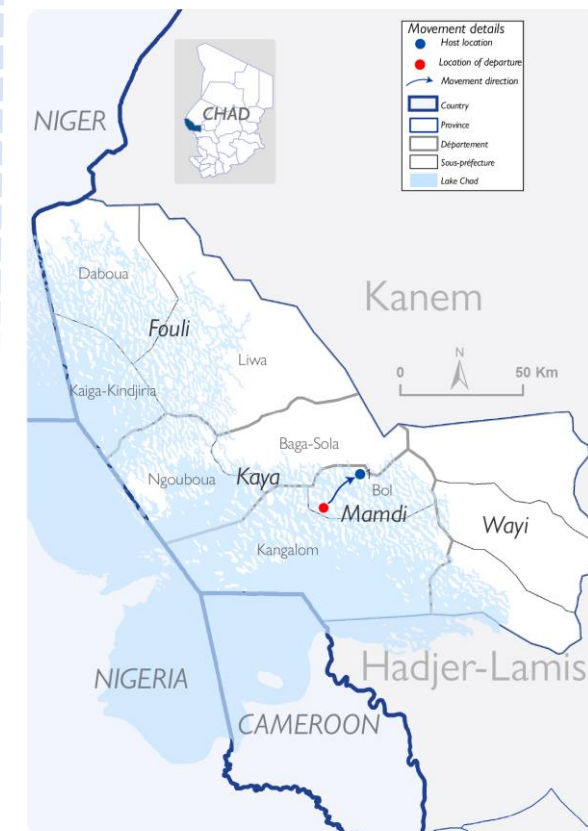 Movement details
Host location
Location of departure
Movement direction
Country
Province
Département
Sous-préfecture
Lake Chad
CHAD
NIGER
Daboua
Kanem
Fouli
Liwa
N
0 50 Km
Kaiga-Kindjiria
Baga-Sola
Ngouboua
Kaya
1
Bol
Mamdi
Wayi
Kangalom
Hadjer-Lamis
NIGERIA
CAMEROON